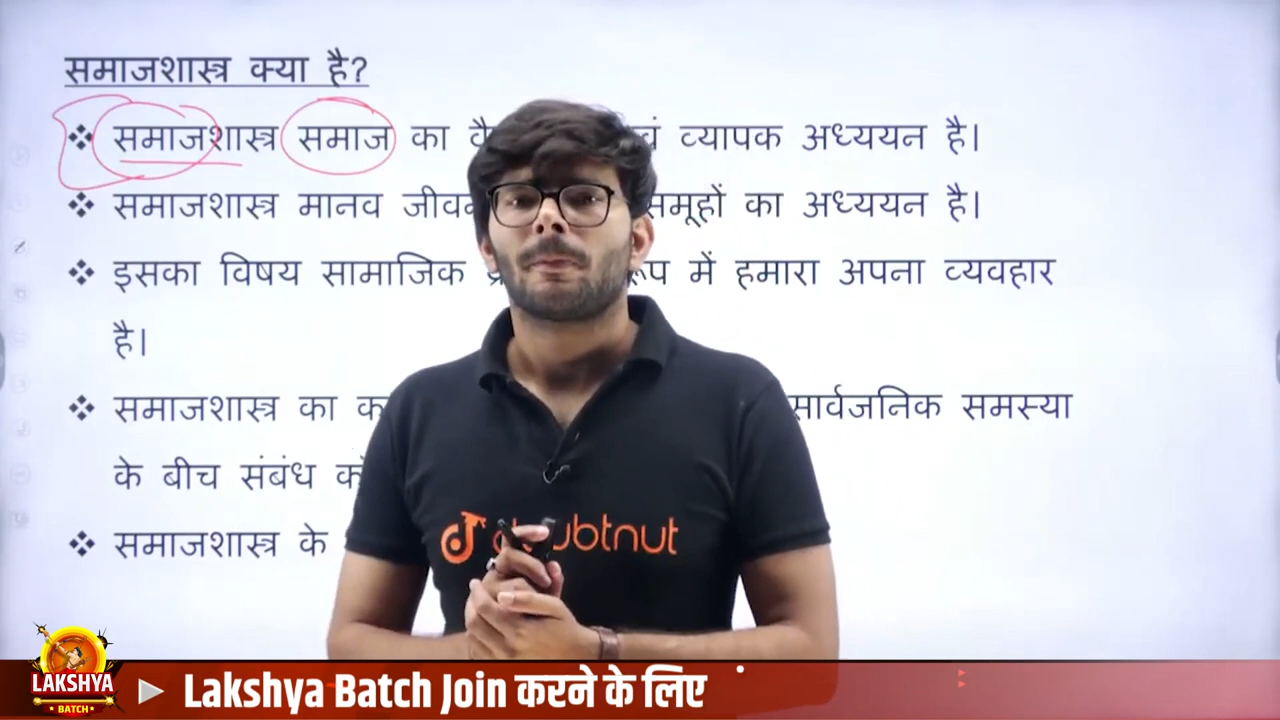 समाजशास्त्र क्या है?
❖ समाजशास्त्र समाज का व्यापक अध्ययन है।
❖ समाजशास्त्र मानव समूहों का अध्ययन है।
❖ इसका विषय सामाजिक में हमारा अपना व्यवहार
है।
❖ समाजशास्त्र का सार्वजनिक समस्या
के बीच संबंध
❖ समाजशास्त्र के
doubtnut
LAKSHYA
BATCH
Lakshya Batch Join करने के लिए